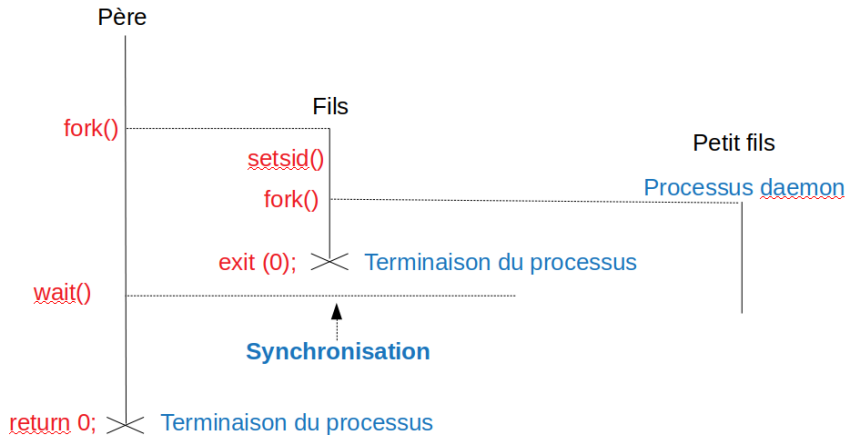 Père
Fils
fork()
Petit fils
setsid()
Processus daemon
fork()
exit (0);
Terminaison du processus
wait()
Synchronisation
return 0;
Terminaison du processus